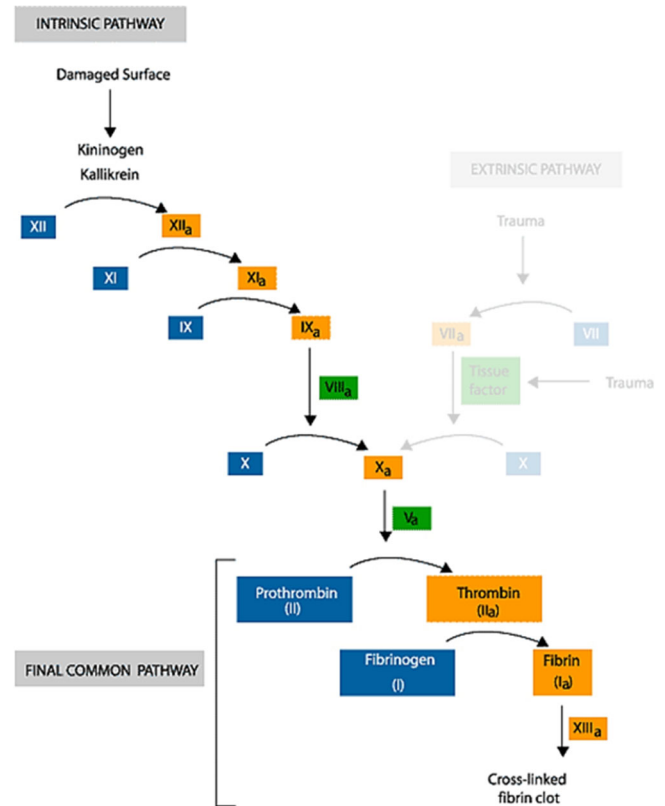 INTRINSIC PATHWAY
Damaged Surface
Kininogen
Kallikrein
EXTRINSIC PATHWAY
Trauma
XII
XIIa
XI
XIa
IX
IXa
VIIa
VII
VIIIa
Tissue
factor
Trauma
X
Xa
X
Va
Prothrombin
(II)
Thrombin
(IIa)
Fibrinogen
(I)
Fibrin
(Ia)
FINAL COMMON PATHWAY
XIIIa
Cross-linked
fibrin clot